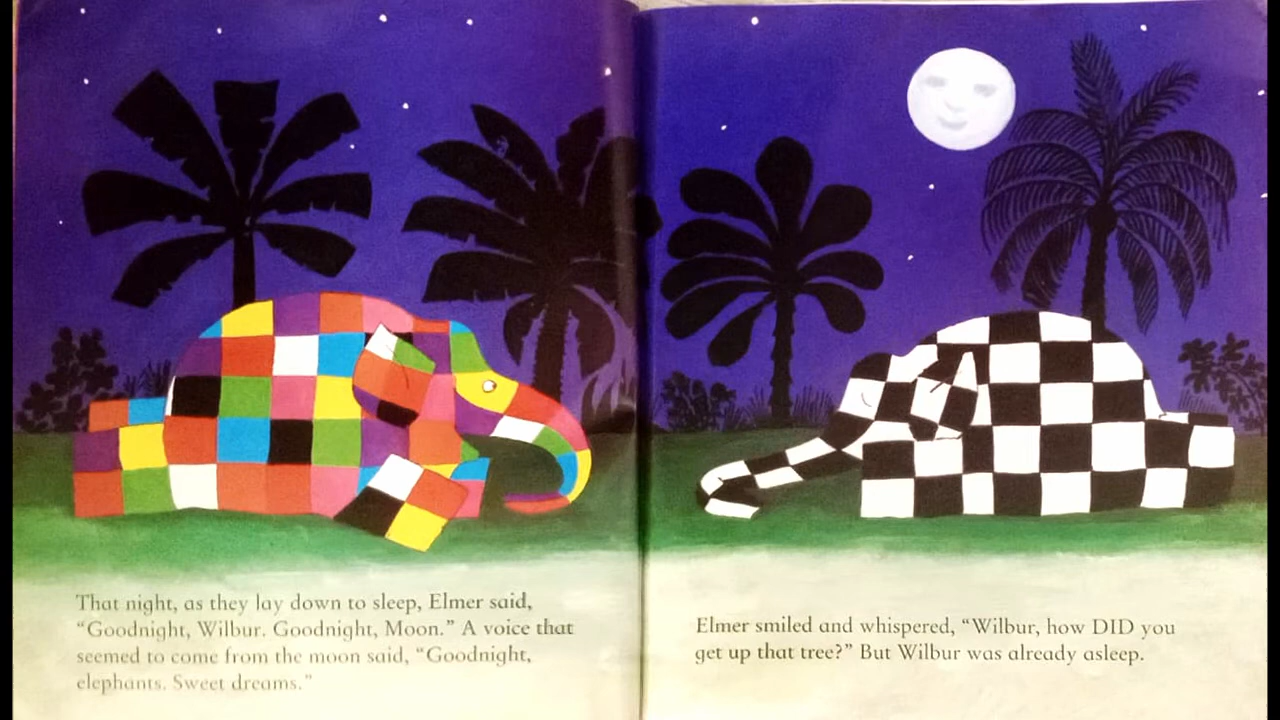 That night, as they lay down to sleep, Elmer said,
“Goodnight, Wilbur. Goodnight, Moon.” A voice that
seemed to come from the moon said, “Goodnight,
elephants. Sweet dreams.”
Elmer smiled and whispered, “Wilbur, how DID you
get up that tree?” But Wilbur was already asleep.